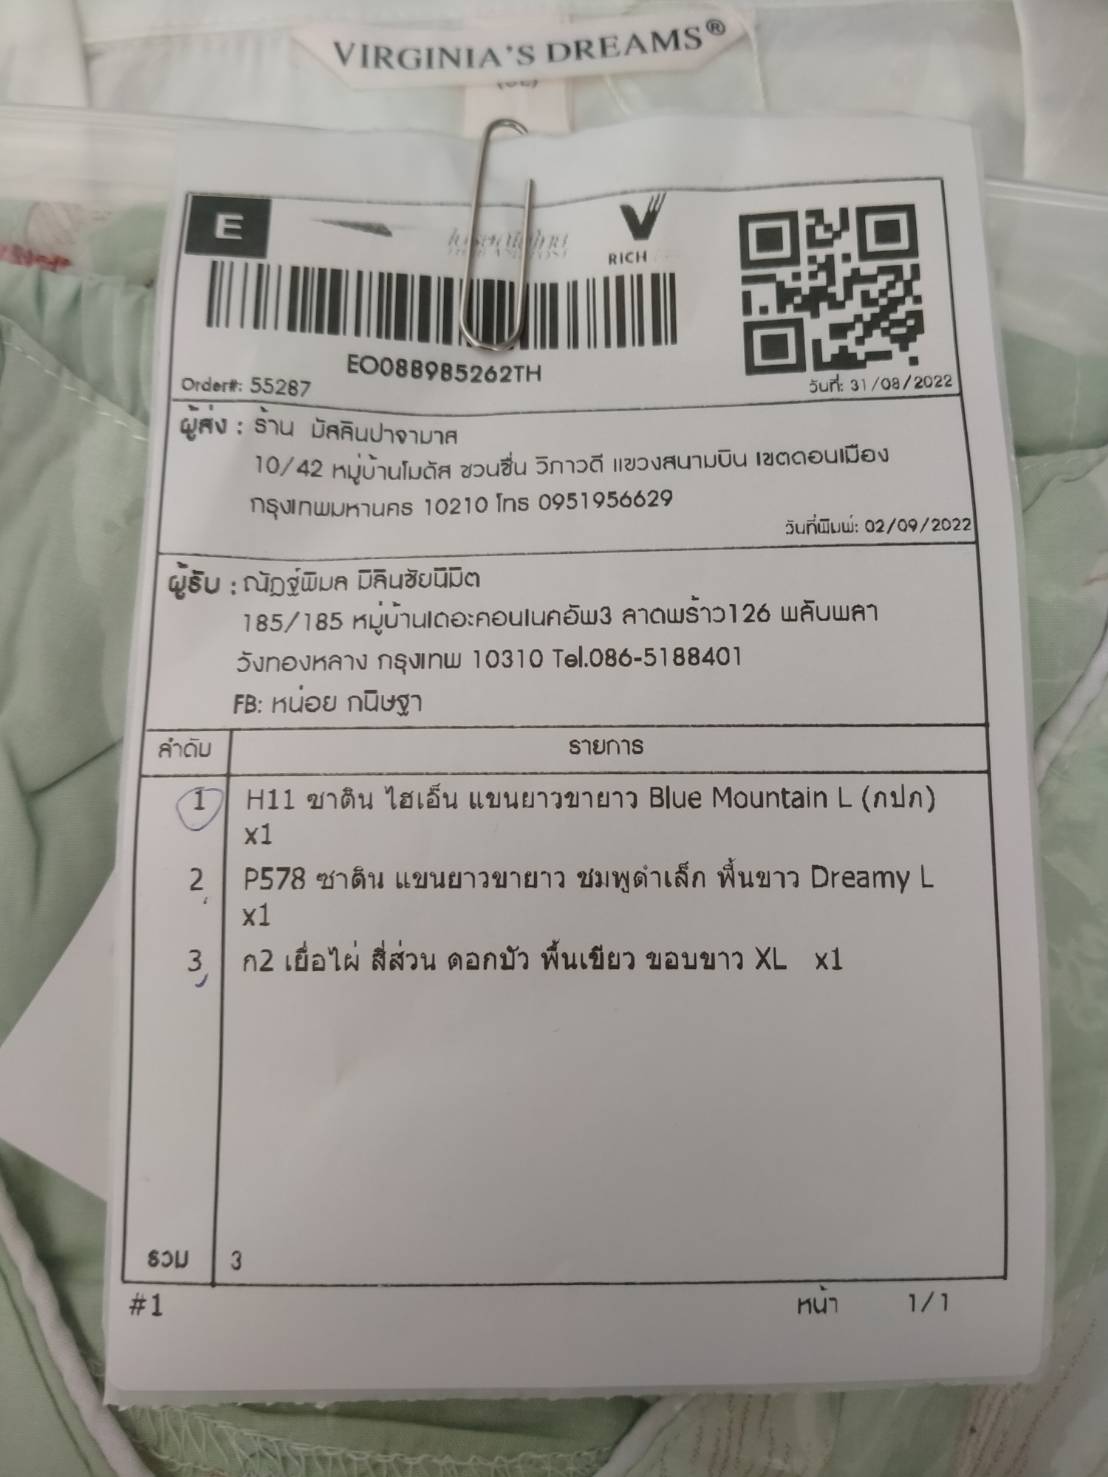 VIRGINIA'S DREAMS®
E
RICH
EO088985262TH
Order#: 55287
วันที่: 31/08/2022
ผู้ส่ง : ร้าน มัสลินปาจามาส
10/42 หมู่บ้านโมดัส ชวนชื่น วิภาวดี แขวงสนามบิน เขตดอนเมือง
กรุงเทพมหานคร 10210 โทร 0951956629
วันที่พิมพ์: 02/09/2022
ผู้รับ : ณัฏฐ์พิมล มิลินชัยนิมิต
185/185 หมู่บ้านเดอะคอนเนคอัพ3 ลาดพร้าว126 พลับพลา
วังทองหลาง กรุงเทพ 10310 Tel.086-5188401
FB: หน่อย กนิษฐา
ลำดับ รายการ
1 H11 ซาติน ไฮเอ็น แขนยาวขายาว Blue Mountain L (กปก)
x1
2 P578 ซาติน แขนยาวขายาว ชมพูดำเล็ก พื้นขาว Dreamy L
x1
3 ก2 เยื่อไผ่ สี่ส่วน ดอกบัว พื้นเขียว ขอบขาว XL x1
รวม 3
#1 หน้า 1/1